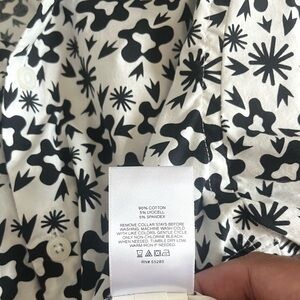 90% COTTON
5% LYOCELL
5% SPANDEX
REMOVE COLLAR STAYS BEFORE
WASHING. MACHINE WASH COLD
WITH LIKE COLORS. GENTLE CYCLE.
ONLY NON-CHLORINE BLEACH,
WHEN NEEDED. TUMBLE DRY LOW.
WARM IRON IF NEEDED.
RN# 55285